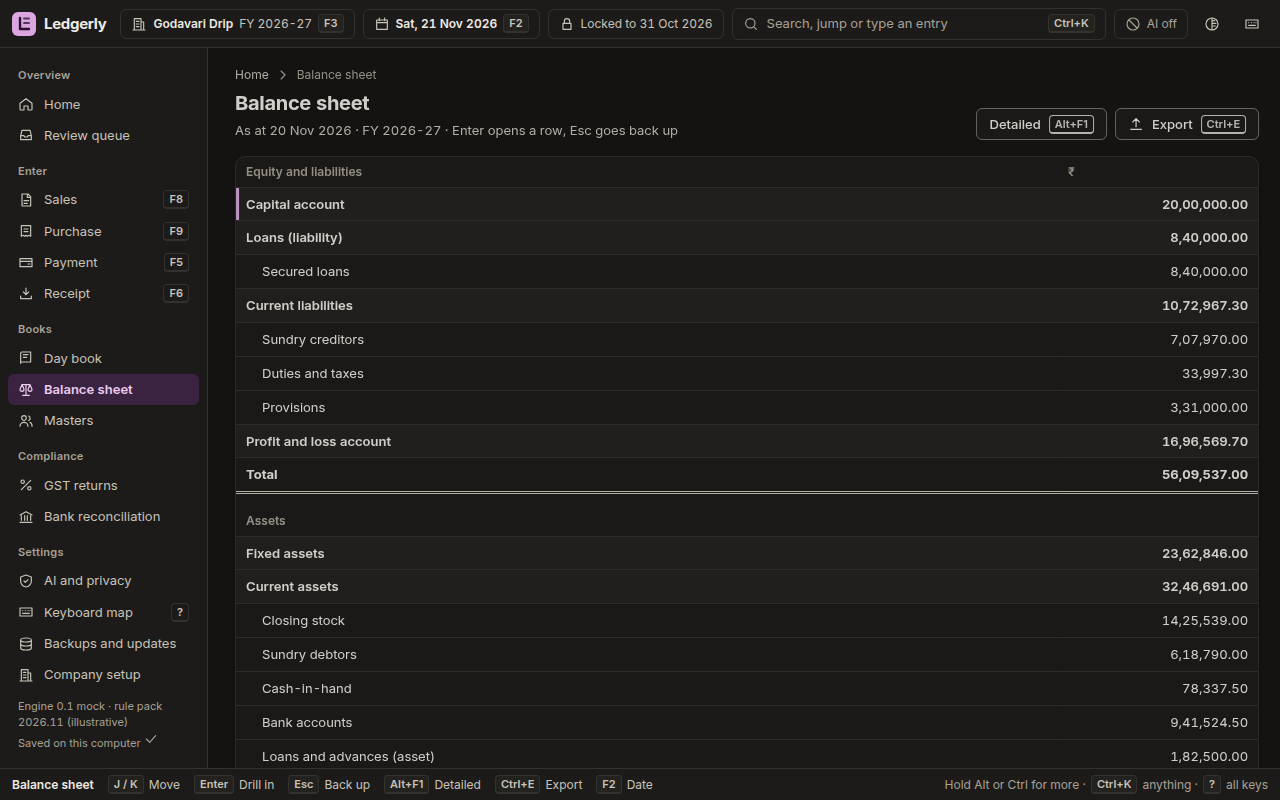 Ledgerly
Godavari Drip FY 2026-27 F3
Sat, 21 Nov 2026 F2
Locked to 31 Oct 2026
Search, jump or type an entry Ctrl+K
AI off
Overview
Home
Review queue
Enter
Sales F8
Purchase F9
Payment F5
Receipt F6
Books
Day book
Balance sheet
Masters
Compliance
GST returns
Bank reconciliation
Settings
AI and privacy
Keyboard map ?
Backups and updates
Company setup
Engine 0.1 mock · rule pack
2026.11 (illustrative)
Saved on this computer
Home Balance sheet
Balance sheet
As at 20 Nov 2026 · FY 2026-27 · Enter opens a row, Esc goes back up
Detailed Alt+F1
Export Ctrl+E
Equity and liabilities ₹
Capital account 20,00,000.00
Loans (liability) 8,40,000.00
Secured loans 8,40,000.00
Current liabilities 10,72,967.30
Sundry creditors 7,07,970.00
Duties and taxes 33,997.30
Provisions 3,31,000.00
Profit and loss account 16,96,569.70
Total 56,09,537.00
Assets
Fixed assets 23,62,846.00
Current assets 32,46,691.00
Closing stock 14,25,539.00
Sundry debtors 6,18,790.00
Cash-in-hand 78,337.50
Bank accounts 9,41,524.50
Loans and advances (asset) 1,82,500.00
Balance sheet J / K Move Enter Drill in Esc Back up Alt+F1 Detailed Ctrl+E Export F2 Date
Hold Alt or Ctrl for more · Ctrl+K anything · ? all keys